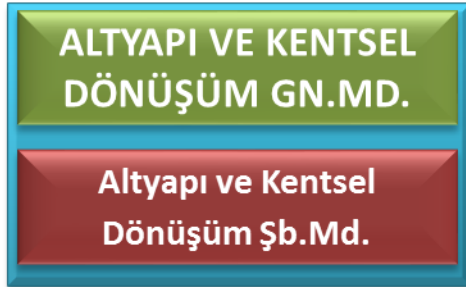 ALTYAPI VE KENTSEL
DÖNÜŞÜM GN.MD.
Altyapı ve Kentsel
Dönüşüm Şb.Md.